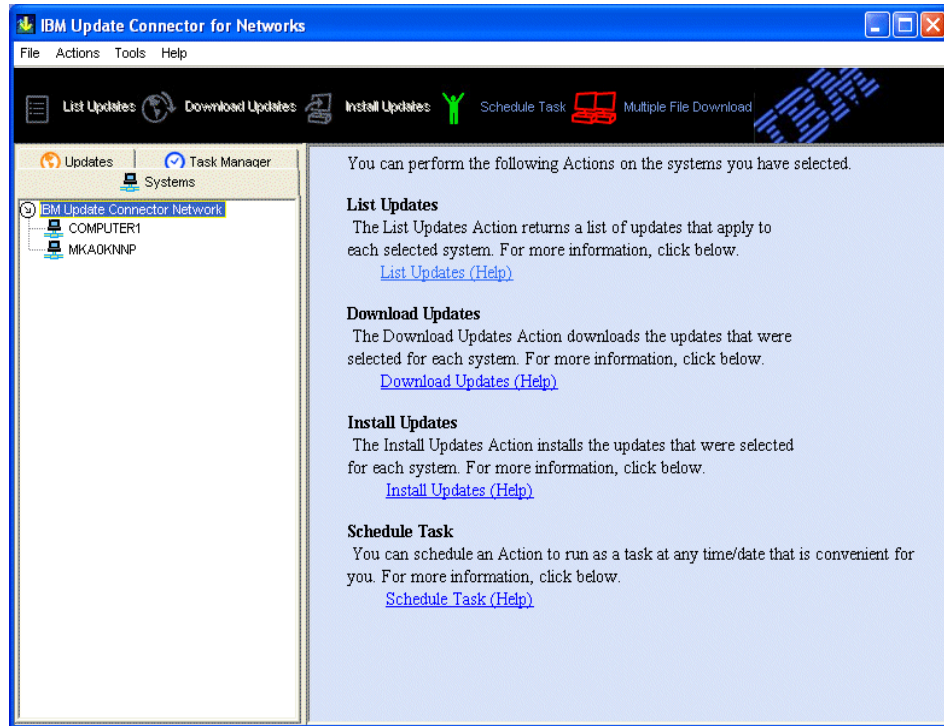 IBM Update Connector for Networks
File Actions Tools Help
List Updates Download Updates Install Updates Schedule Task Multiple File Download IBM
Updates Task Manager
Systems
IBM Update Connector Network
COMPUTER1
MKA0KNNP
You can perform the following Actions on the systems you have selected.
List Updates
The List Updates Action returns a list of updates that apply to
each selected system. For more information, click below.
List Updates (Help)
Download Updates
The Download Updates Action downloads the updates that were
selected for each system. For more information, click below.
Download Updates (Help)
Install Updates
The Install Updates Action installs the updates that were selected
for each system. For more information, click below.
Install Updates (Help)
Schedule Task
You can schedule an Action to run as a task at any time/date that is convenient for
you. For more information, click below.
Schedule Task (Help)